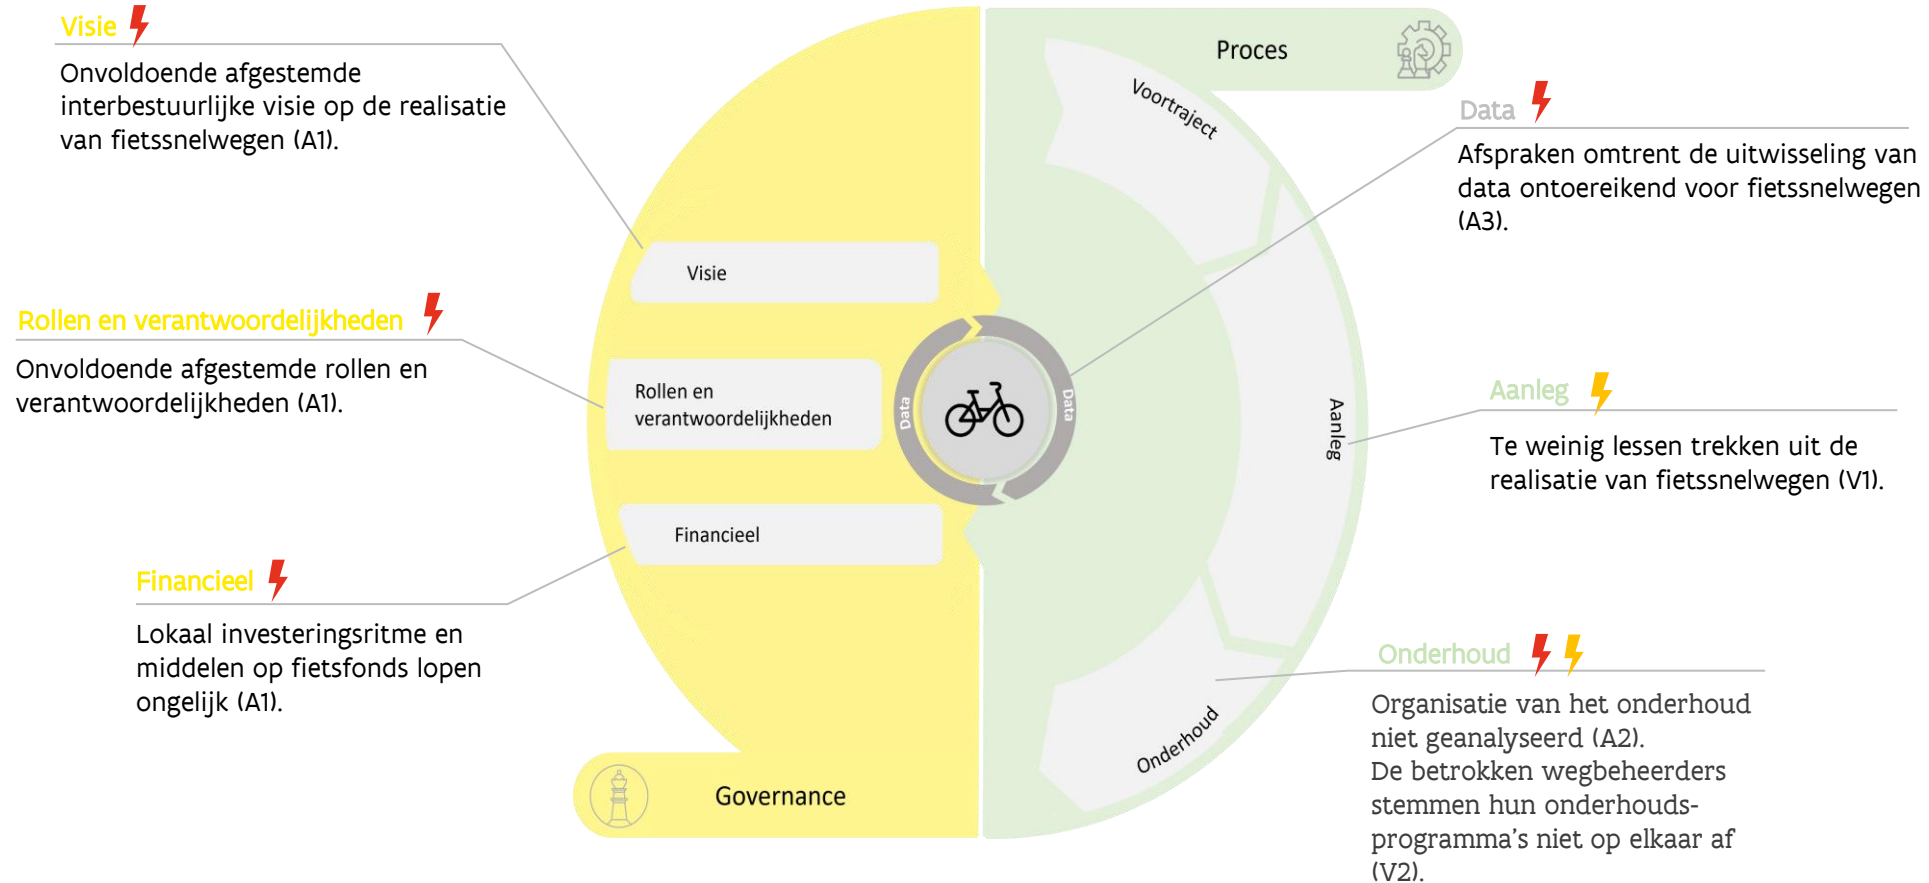 Visie
Onvoldoende afgestemde
interbestuurlijke visie op de realisatie
van fietssnelwegen (A1).
Rollen en verantwoordelijkheden
Onvoldoende afgestemde rollen en
verantwoordelijkheden (A1).
Financieel
Lokaal investeringsritme en
middelen op fietsfonds lopen
ongelijk (A1).
Visie
Rollen en
verantwoordelijkheden
Financieel
Governance
Data
Data
Proces
Voortraject
Aanleg
Onderhoud
Data
Afspraken omtrent de uitwisseling van
data ontoereikend voor fietssnelwegen
(A3).
Aanleg
Te weinig lessen trekken uit de
realisatie van fietssnelwegen (V1).
Onderhoud
Organisatie van het onderhoud
niet geanalyseerd (A2).
De betrokken wegbeheerders
stemmen hun onderhouds-
programma's niet op elkaar af
(V2).